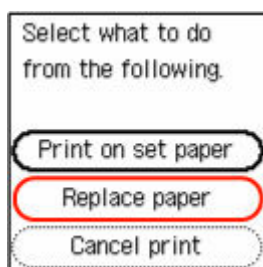 Select what to do
from the following.
Print on set paper
Replace paper
Cancel print